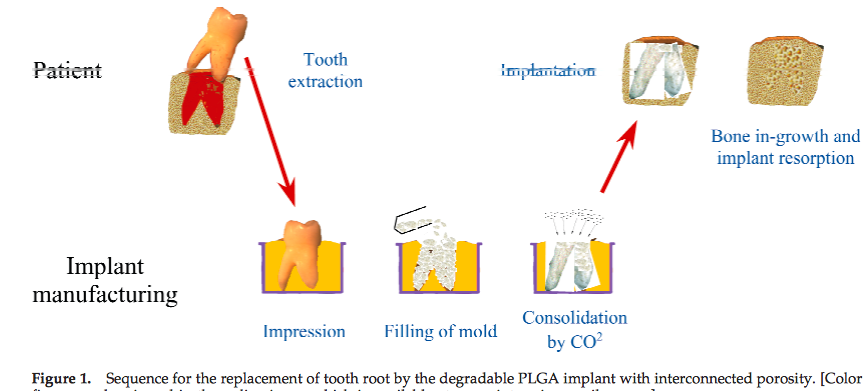 Patient
Tooth
extraction
Implantation
Bone in-growth and
implant resorption
Implant
manufacturing
Impression
Filling of mold
Consolidation
by CO²
Figure 1. Sequence for the replacement of tooth root by the degradable PLGA implant with interconnected porosity. [Color